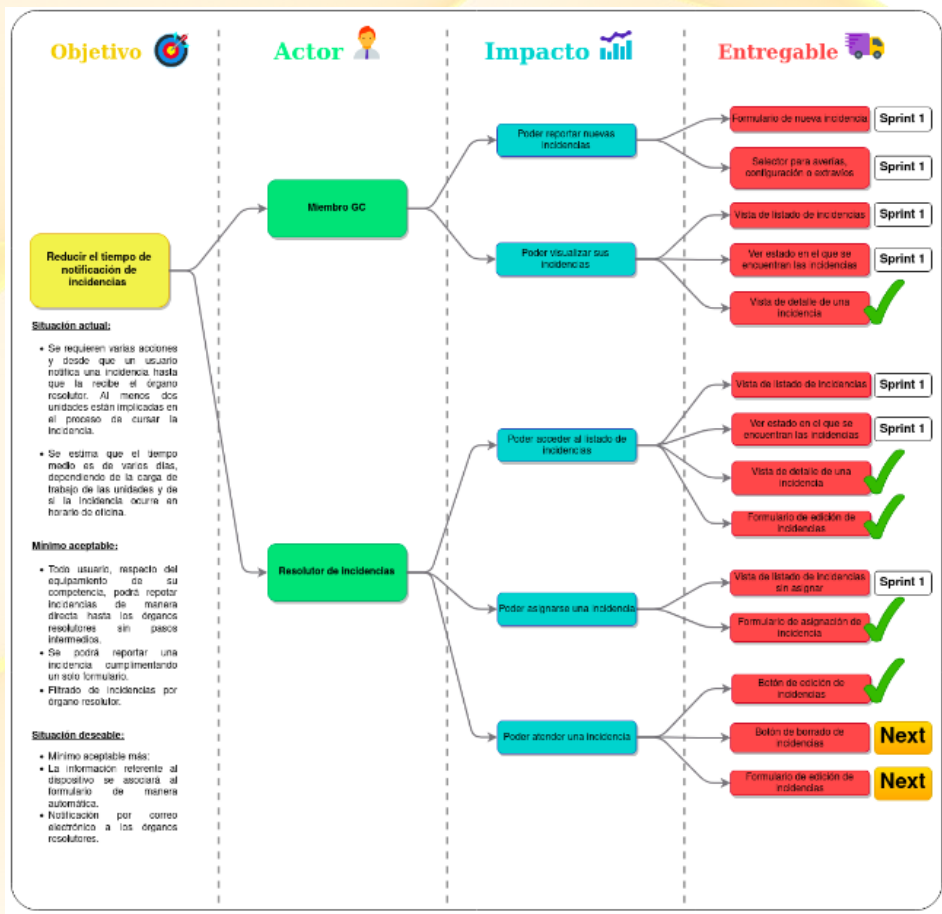 Objetivo
Actor
Impacto
Entregable
Reducir el tiempo de
notificación de
incidencias
Situación actual:
• Se requieren varias acciones
y desde que un usuario
notifica una incidencia hasta
que la recibe el órgano
resolutor. Al menos dos
unidades están implicadas en
el proceso de cursar la
incidencia.
• Se estima que el tiempo
medio es de varios días,
dependiendo de la carga de
trabajo de las unidades y de
si la incidencia ocurre en
horario de oficina.
Mínimo aceptable:
• Todo usuario, respecto del
equipamiento de su
competencia, podrá repotar
incidencias de manera
directa hasta los órganos
resolutores sin pasos
intermedios.
• Se podrá reportar una
incidencia cumplimentando
un solo formulario.
• Filtrado de incidencias por
órgano resolutor.
Situación deseable:
• Mínimo aceptable más:
• La información referente al
dispositivo se asociará al
formulario de manera
automática.
• Notificación por correo
electrónico a los órganos
resolutores.
Miembro GC
Resolutor de incidencias
Poder reportar nuevas
incidencias
Poder visualizar sus
incidencias
Poder acceder al listado de
incidencias
Poder asignarse una incidencia
Poder atender una incidencia
Formulario de nueva incidencia
Sprint 1
Selector para averías,
configuración o extravíos
Sprint 1
Vista de listado de incidencias
Sprint 1
Ver estado en el que se
encuentran las incidencias
Sprint 1
Vista de detalle de una
incidencia
Vista de listado de incidencias
Sprint 1
Ver estado en el que se
encuentran las incidencias
Sprint 1
Vista de detalle de una
incidencia
Formulario de edición de
incidencias
Vista de listado de incidencias
sin asignar
Sprint 1
Formulario de asignación de
incidencia
Botón de edición de
incidencias
Botón de borrado de
incidencias
Next
Formulario de edición de
incidencias
Next